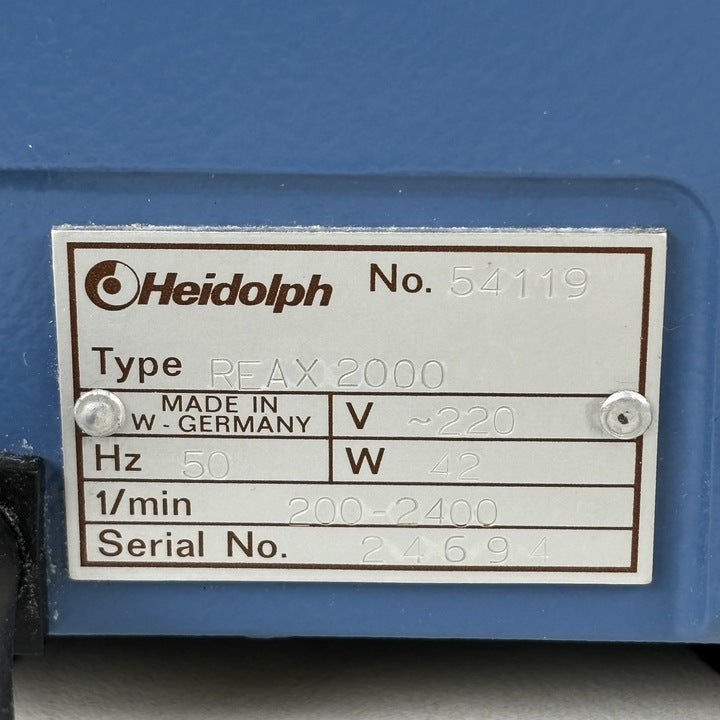 Heidolph No. 54119
Type REAX 2000
MADE IN
W - GERMANY
V ~220
Hz 50
W 42
1/min 200-2400
Serial No. 24694